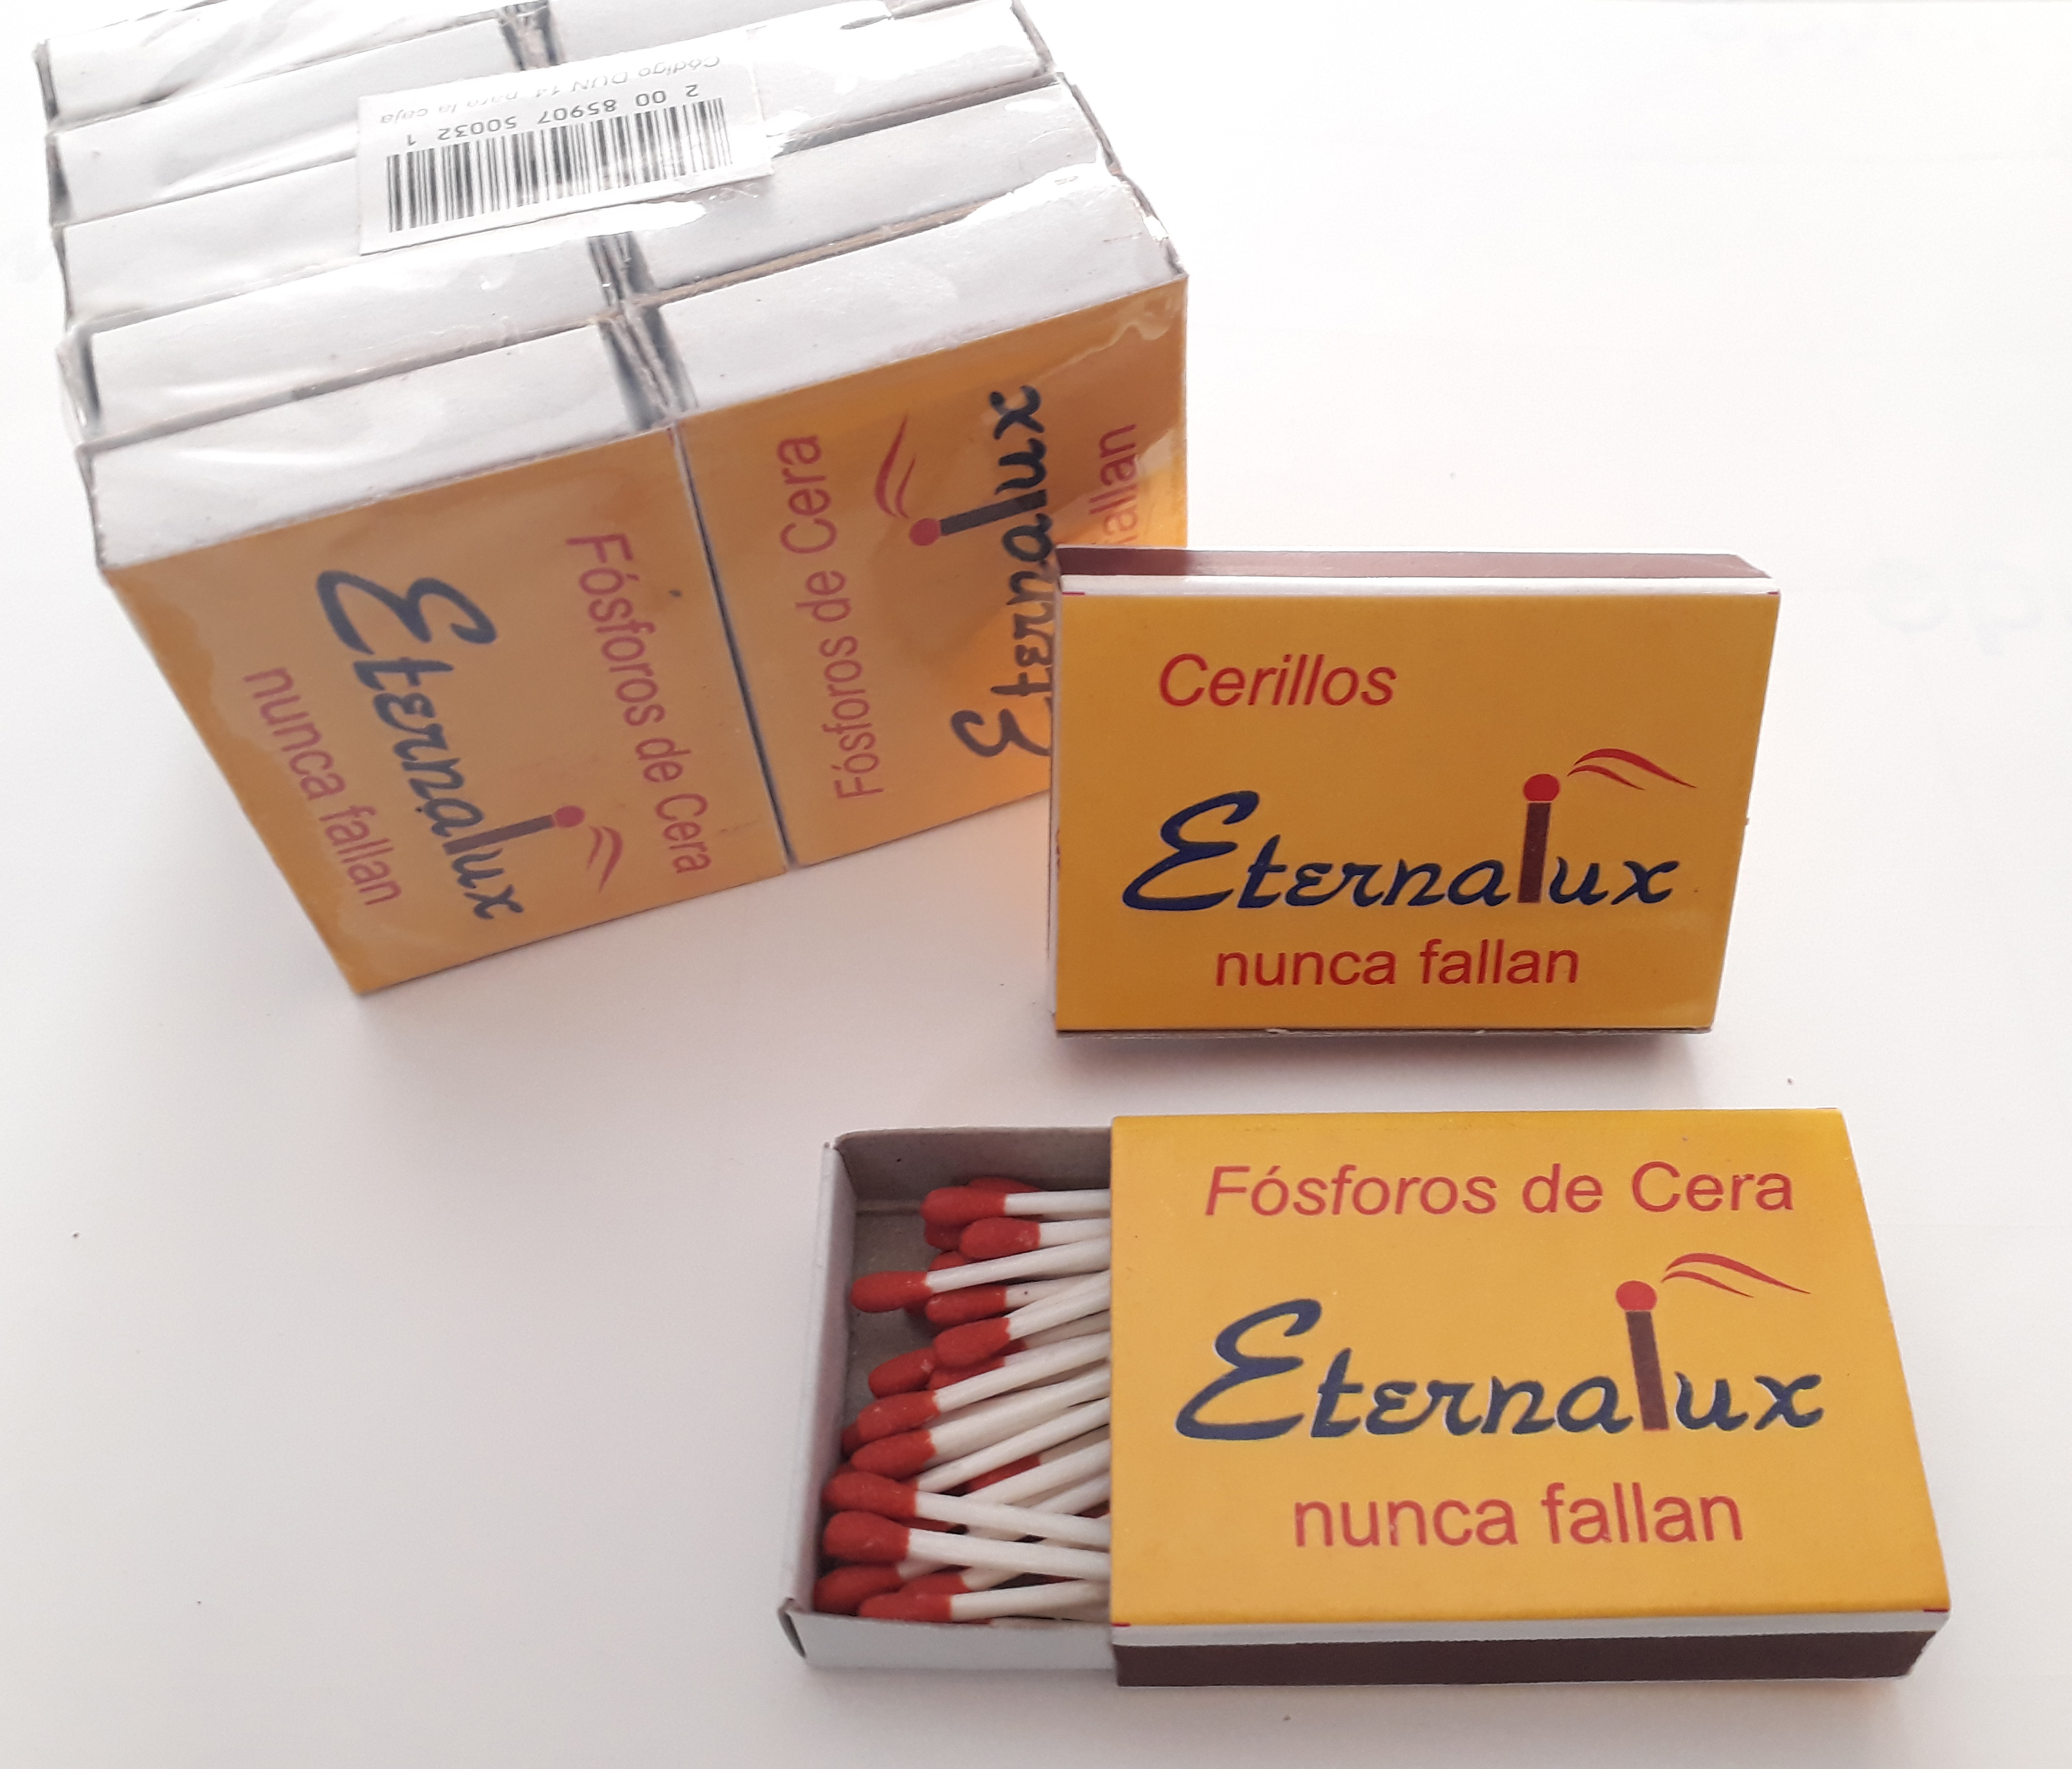 Código DUN 14 para la caja
2 00 85907 50032 1
Fósforos de Cera
Eternalux
nunca fallan
Fósforos de Cera
Eternalux
fallan
Cerillos
Eternalux
nunca fallan
Fósforos de Cera
Eternalux
nunca fallan